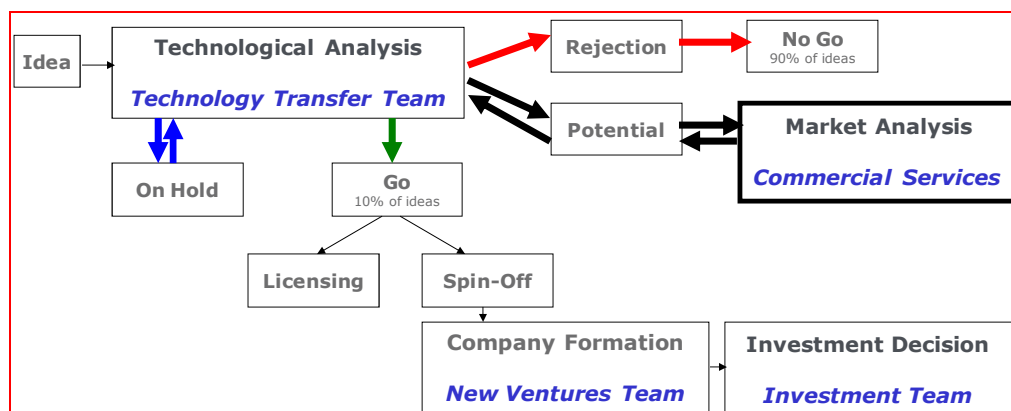 Idea
Technological Analysis
Technology Transfer Team
Rejection
No Go
90% of ideas
Potential
Market Analysis
Commercial Services
On Hold
Go
10% of ideas
Licensing
Spin-Off
Company Formation
New Ventures Team
Investment Decision
Investment Team